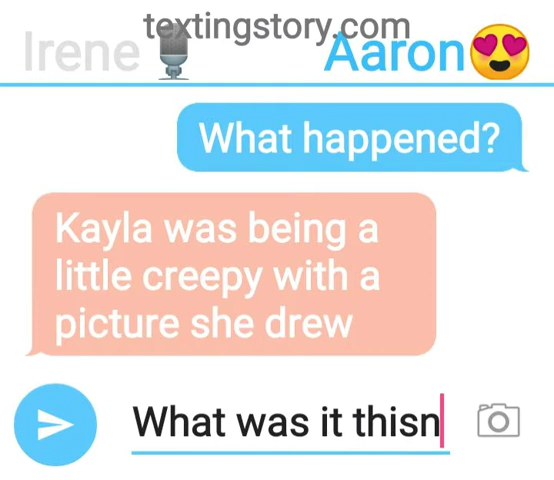 textingstory.com
Irene🎙️ Aaron😍
What happened?
Kayla was being a
little creepy with a
picture she drew
What was it thisn